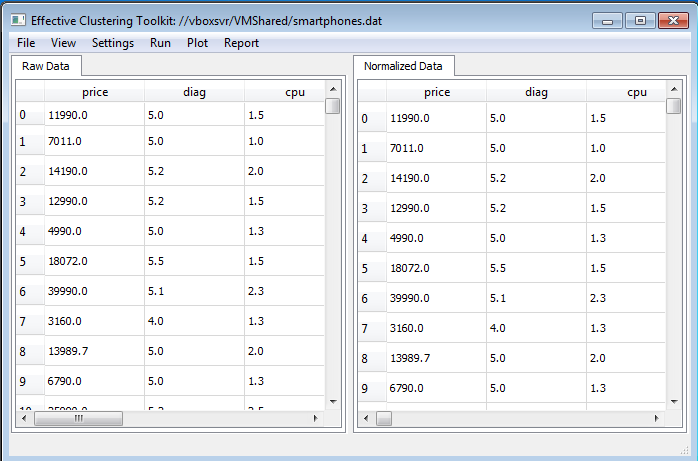 Effective Clustering Toolkit: //vboxsvr/VMShared/smartphones.dat
File View Settings Run Plot Report
Raw Data
price diag cpu
0 11990.0 5.0 1.5
1 7011.0 5.0 1.0
2 14190.0 5.2 2.0
3 12990.0 5.2 1.5
4 4990.0 5.0 1.3
5 18072.0 5.5 1.5
6 39990.0 5.1 2.3
7 3160.0 4.0 1.3
8 13989.7 5.0 2.0
9 6790.0 5.0 1.3
Normalized Data
price diag cpu
0 11990.0 5.0 1.5
1 7011.0 5.0 1.0
2 14190.0 5.2 2.0
3 12990.0 5.2 1.5
4 4990.0 5.0 1.3
5 18072.0 5.5 1.5
6 39990.0 5.1 2.3
7 3160.0 4.0 1.3
8 13989.7 5.0 2.0
9 6790.0 5.0 1.3